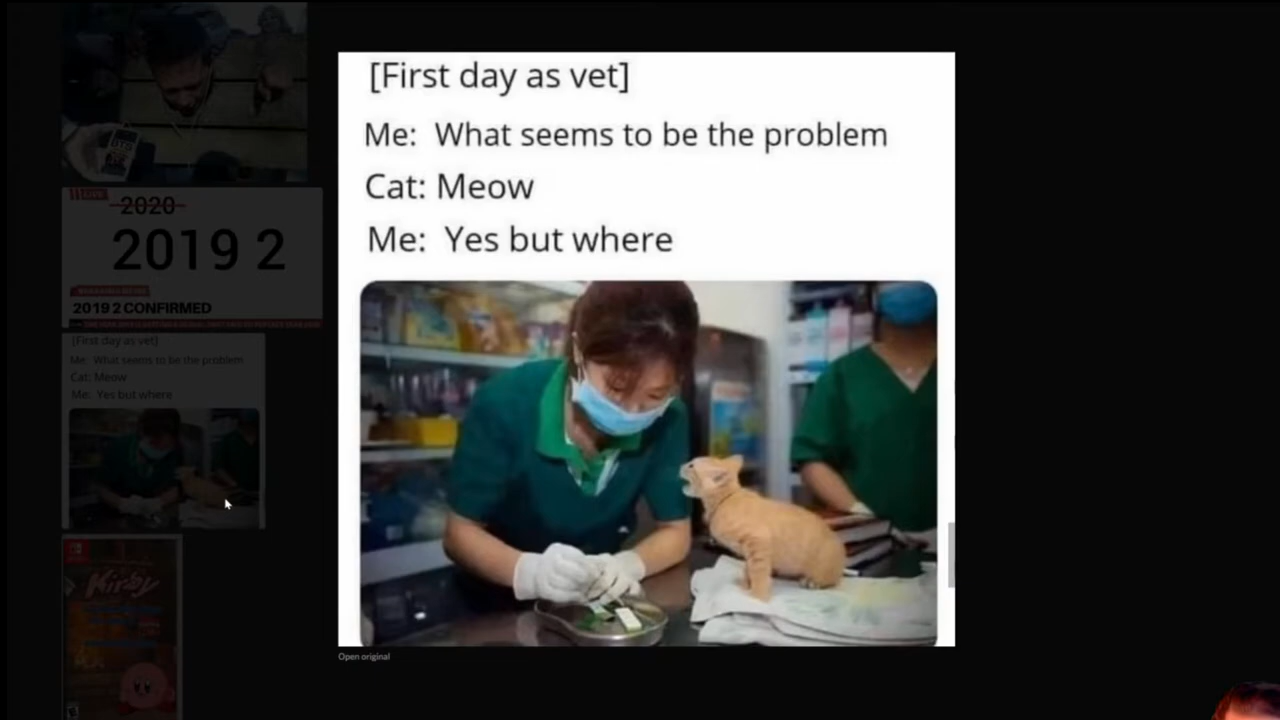 [First day as vet]
Me: What seems to be the problem
Cat: Meow
Me: Yes but where
Open original
LIVE
2020
2019 2
2019 2 CONFIRMED
[First day as vet]
Me: What seems to be the problem
Cat: Meow
Me: Yes but where
Kirby